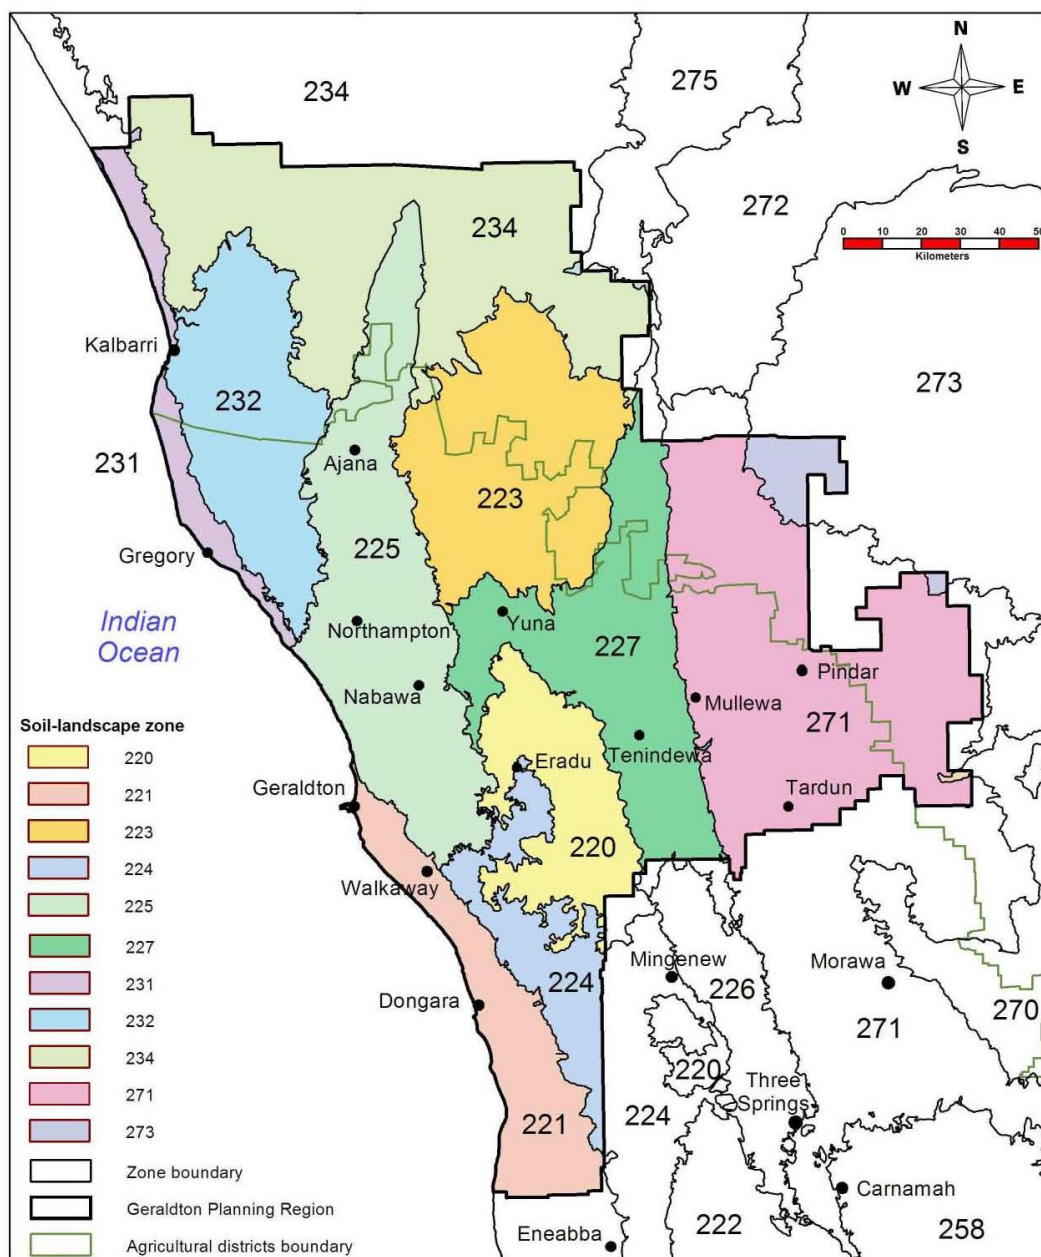 N
W E
S
234
275
272
234
0 10 20 30 40 50
Kilometers
Kalbarri
273
232
231
Ajana
223
225
Gregory
Indian
Ocean
Northampton
Yuna
227
Pindar
Nabawa
Mullewa
271
Tenindewa
Eradu
Geraldton
Tardun
220
Walkaway
Mingenew
Morawa
224
226
Dongara
271
270
220
Three
Springs
224
221
Carnamah
222
258
Eneabba
Soil-landscape zone
220
221
223
224
225
227
231
232
234
271
273
Zone boundary
Geraldton Planning Region
Agricultural districts boundary